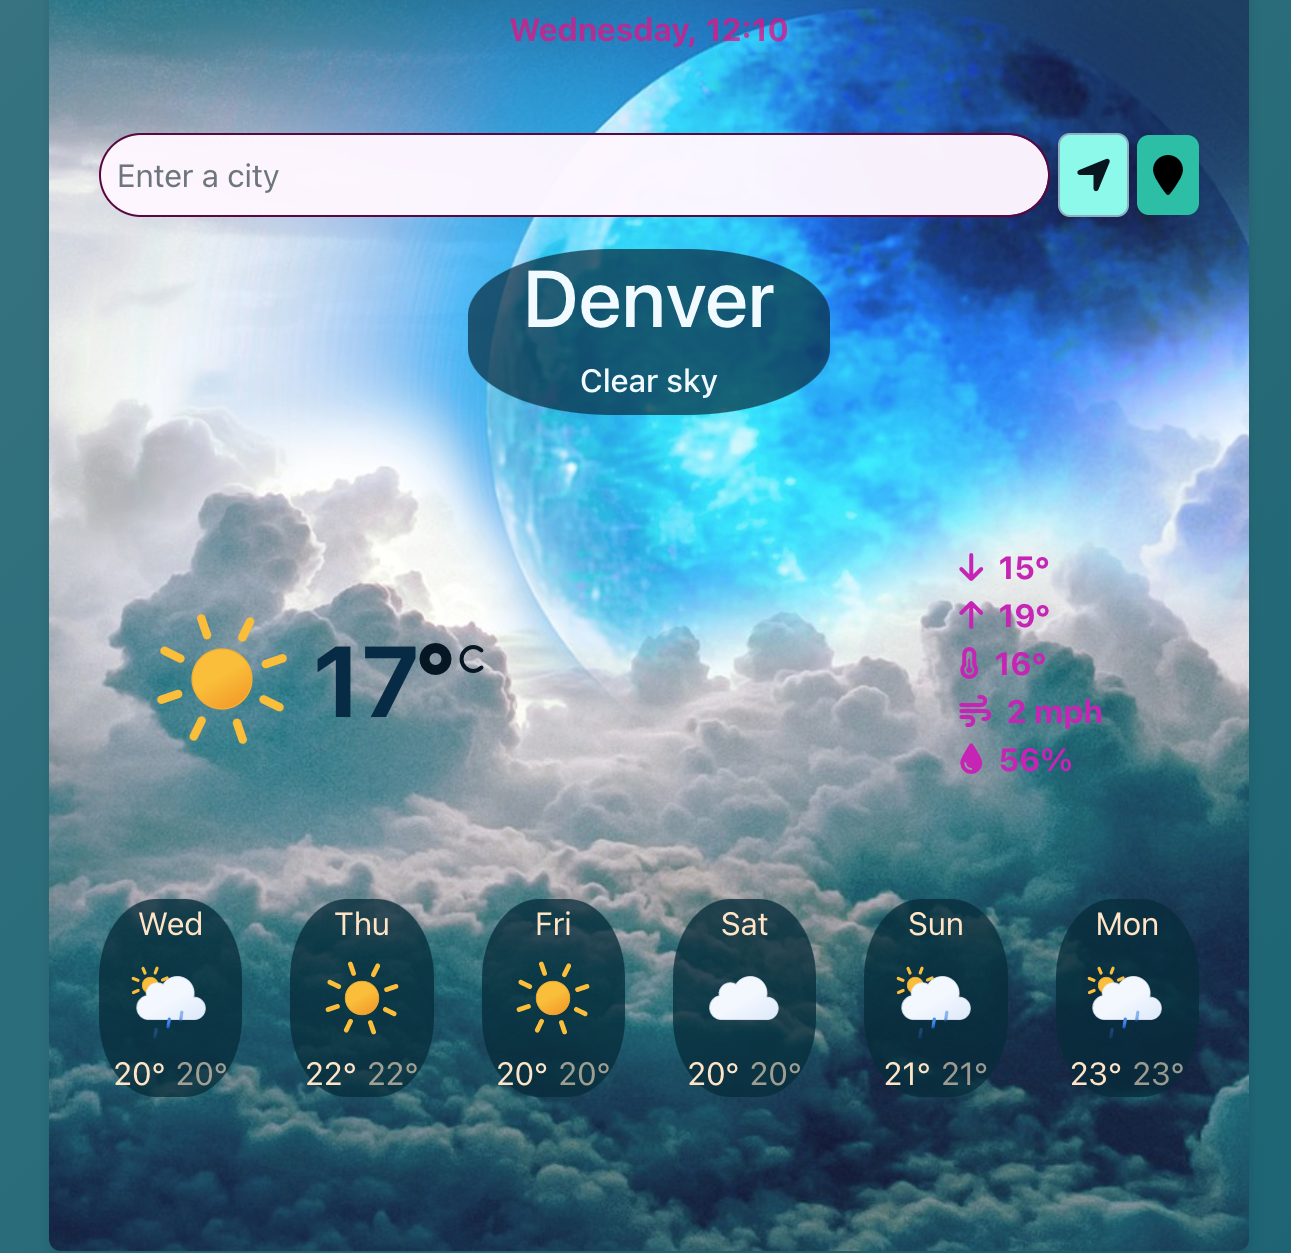 Wednesday, 12:10
Enter a city
Denver
Clear sky
15°
19°
17° C
16°
2 mph
56%
Wed Thu Fri Sat Sun Mon
20° 20° 22° 22° 20° 20° 20° 20° 21° 21° 23° 23°